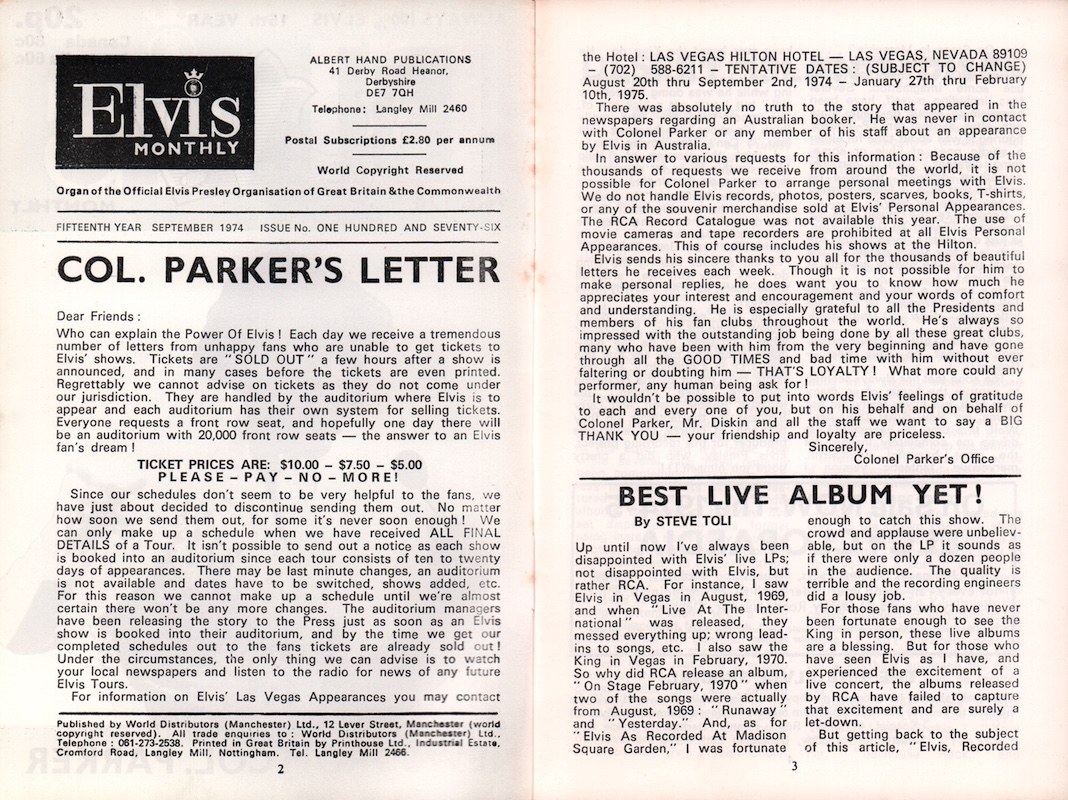 Elvis
MONTHLY
ALBERT HAND PUBLICATIONS
41 Derby Road Heanor,
Derbyshire
DE7 7QH
Telephone: Langley Mill 2460
Postal Subscriptions £2.80 per annum
World Copyright Reserved
Organ of the Official Elvis Presley Organisation of Great Britain & the Commonwealth
FIFTEENTH YEAR SEPTEMBER 1974 ISSUE No. ONE HUNDRED AND SEVENTY-SIX
COL. PARKER'S LETTER
Dear Friends :
Who can explain the Power Of Elvis ! Each day we receive a tremendous
number of letters from unhappy fans who are unable to get tickets to
Elvis' shows. Tickets are "SOLD OUT" a few hours after a show is
announced, and in many cases before the tickets are even printed.
Regrettably we cannot advise on tickets as they do not come under
our jurisdiction. They are handled by the auditorium where Elvis is to
appear and each auditorium has their own system for selling tickets.
Everyone requests a front row seat, and hopefully one day there will
be an auditorium with 20,000 front row seats — the answer to an Elvis
fan's dream !
TICKET PRICES ARE: $10.00 – $7.50 – $5.00
PLEASE – PAY – NO – MORE!
Since our schedules don't seem to be very helpful to the fans, we
have just about decided to discontinue sending them out. No matter
how soon we send them out, for some it's never soon enough ! We
can only make up a schedule when we have received ALL FINAL
DETAILS of a Tour. It isn't possible to send out a notice as each show
is booked into an auditorium since each tour consists of ten to twenty
days of appearances. There may be last minute changes, an auditorium
is not available and dates have to be switched, shows added, etc.
For this reason we cannot make up a schedule until we're almost
certain there won't be any more changes. The auditorium managers
have been releasing the story to the Press just as soon as an Elvis
show is booked into their auditorium, and by the time we get our
completed schedules out to the fans tickets are already sold out !
Under the circumstances, the only thing we can advise is to watch
your local newspapers and listen to the radio for news of any future
Elvis Tours.
For information on Elvis' Las Vegas Appearances you may contact
Published by World Distributors (Manchester) Ltd., 12 Lever Street, Manchester (world
copyright reserved). All trade enquiries to : World Distributors (Manchester) Ltd.,
Telephone : 061-273-2538. Printed in Great Britain by Printhouse Ltd., Industrial Estate,
Cromford Road, Langley Mill, Nottingham. Tel. Langley Mill 2466.
2
the Hotel : LAS VEGAS HILTON HOTEL — LAS VEGAS, NEVADA 89109
– (702) 588-6211 – TENTATIVE DATES : (SUBJECT TO CHANGE)
August 20th thru September 2nd, 1974 – January 27th thru February
10th, 1975.
There was absolutely no truth to the story that appeared in the
newspapers regarding an Australian booker. He was never in contact
with Colonel Parker or any member of his staff about an appearance
by Elvis in Australia.
In answer to various requests for this information : Because of the
thousands of requests we receive from around the world, it is not
possible for Colonel Parker to arrange personal meetings with Elvis.
We do not handle Elvis records, photos, posters, scarves, books, T-shirts,
or any of the souvenir merchandise sold at Elvis' Personal Appearances.
The RCA Record Catalogue was not available this year. The use of
movie cameras and tape recorders are prohibited at all Elvis Personal
Appearances. This of course includes his shows at the Hilton.
Elvis sends his sincere thanks to you all for the thousands of beautiful
letters he receives each week. Though it is not possible for him to
make personal replies, he does want you to know how much he
appreciates your interest and encouragement and your words of comfort
and understanding. He is especially grateful to all the Presidents and
members of his fan clubs throughout the world. He's always so
impressed with the outstanding job being done by all these great clubs,
many who have been with him from the very beginning and have gone
through all the GOOD TIMES and bad time with him without ever
faltering or doubting him — THAT'S LOYALTY ! What more could any
performer, any human being ask for !
It wouldn't be possible to put into words Elvis' feelings of gratitude
to each and every one of you, but on his behalf and on behalf of
Colonel Parker, Mr. Diskin and all the staff we want to say a BIG
THANK YOU — your friendship and loyalty are priceless.
Sincerely,
Colonel Parker's Office
BEST LIVE ALBUM YET !
By STEVE TOLI
Up until now I've always been
disappointed with Elvis' live LPs;
not disappointed with Elvis, but
rather RCA. For instance, I saw
Elvis in Vegas in August, 1969,
and when "Live At The Inter-
national" was released, they
messed everything up; wrong lead-
ins to songs, etc. I also saw the
King in Vegas in February, 1970.
So why did RCA release an album,
"On Stage February, 1970" when
two of the songs were actually
from August, 1969 : "Runaway"
and "Yesterday." And, as for
"Elvis As Recorded At Madison
Square Garden," I was fortunate
enough to catch this show. The
crowd and applause were unbeliev-
able, but on the LP it sounds as
if there were only a dozen people
in the audience. The quality is
terrible and the recording engineers
did a lousy job.
For those fans who have never
been fortunate enough to see the
King in person, these live albums
are a blessing. But for those who
have seen Elvis as I have, and
experienced the excitement of a
live concert, the albums released
by RCA have failed to capture
that excitement and are surely a
let-down.
But getting back to the subject
of this article, "Elvis, Recorded
3